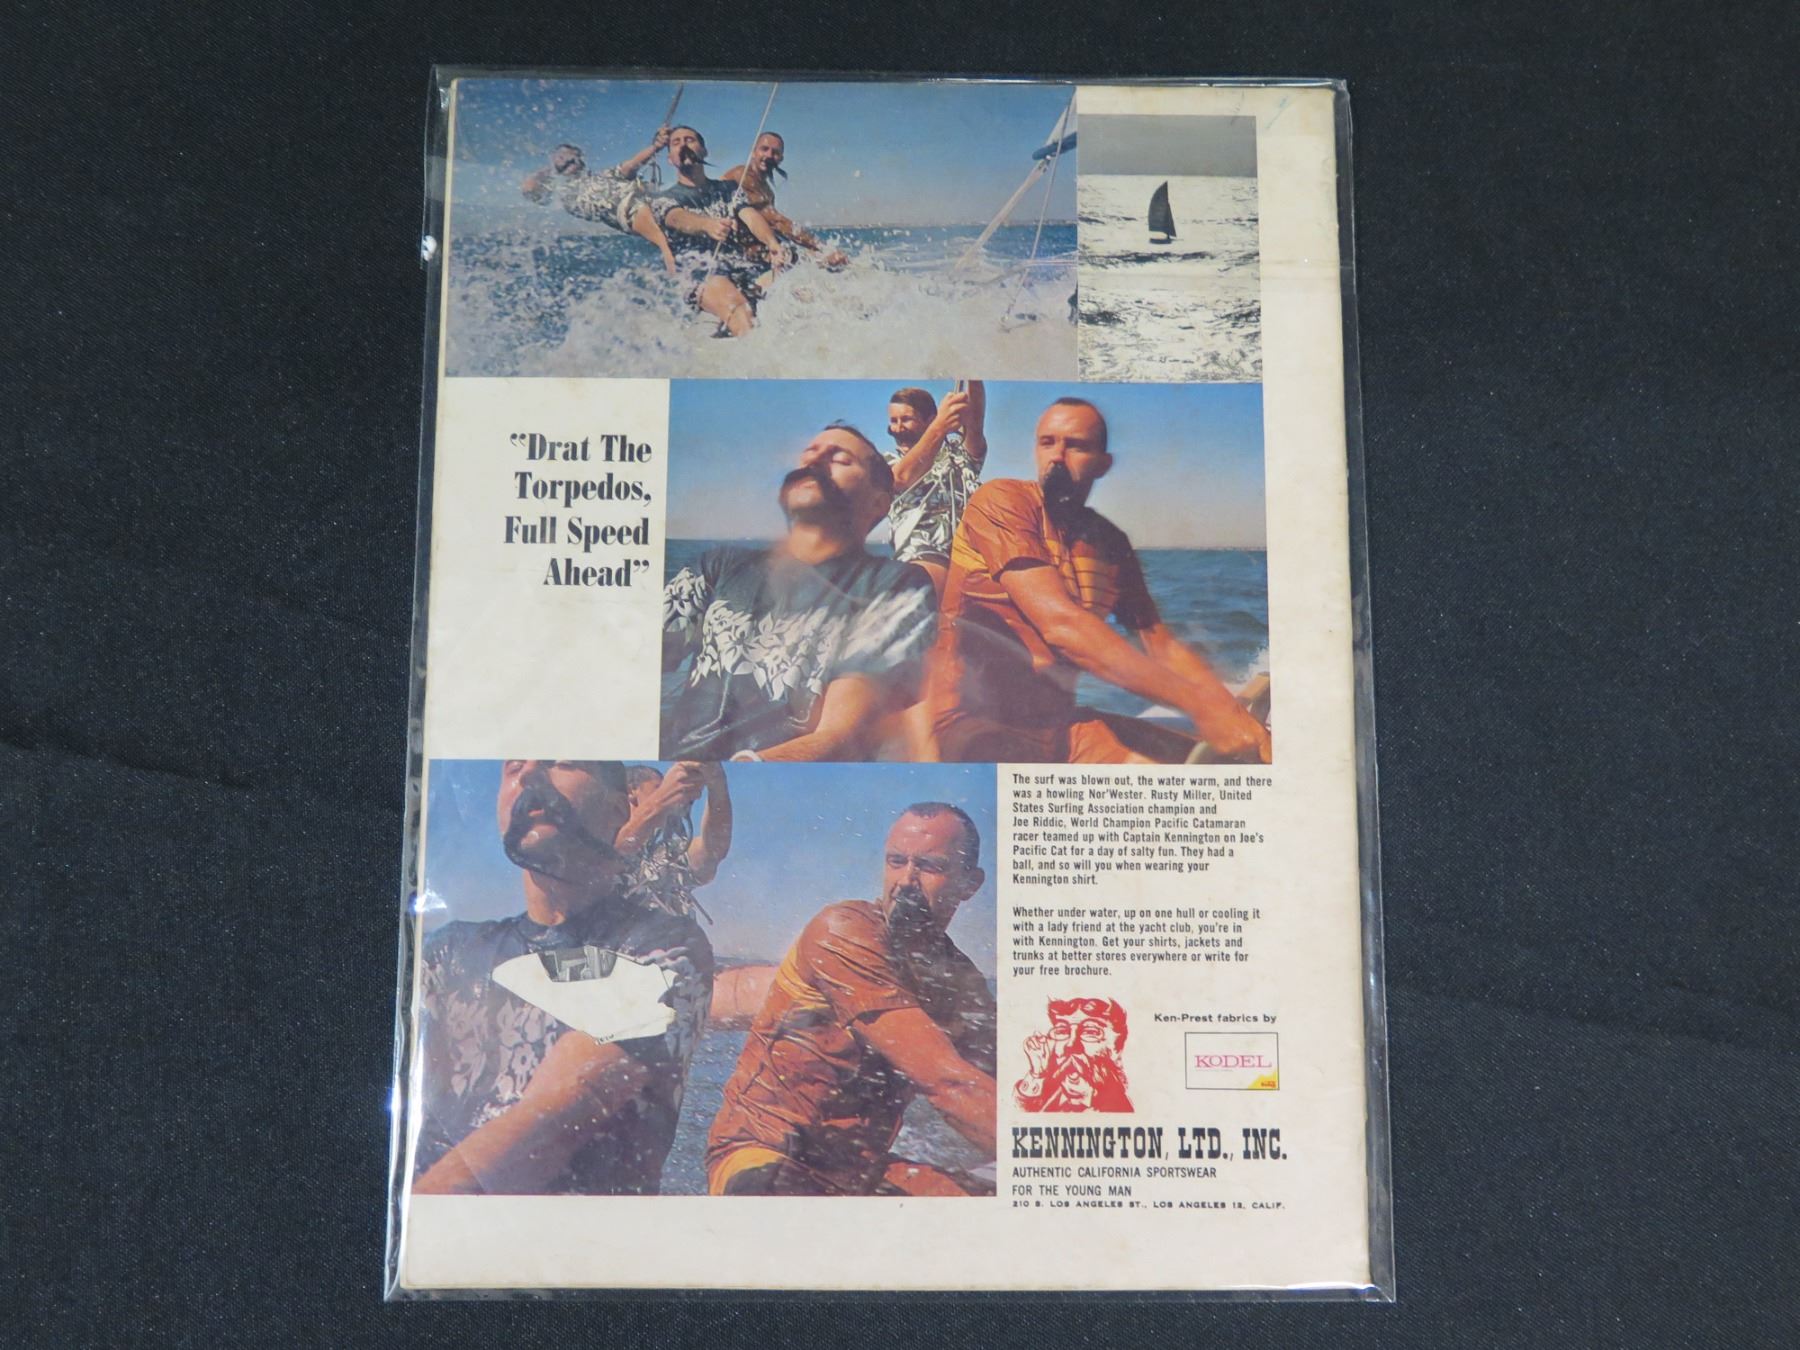 “Drat The
Torpedos,
Full Speed
Ahead”
The surf was blown out, the water warm, and there
was a howling Nor'Wester. Rusty Miller, United
States Surfing Association champion and
Joe Riddic, World Champion Pacific Catamaran
racer teamed up with Captain Kennington on Joe's
Pacific Cat for a day of salty fun. They had a
ball, and so will you when wearing your
Kennington shirt.
Whether under water, up on one hull or cooling it
with a lady friend at the yacht club, you're in
with Kennington. Get your shirts, jackets and
trunks at better stores everywhere or write for
your free brochure.
Ken-Prest fabrics by
KODEL
KENNINGTON, LTD., INC.
AUTHENTIC CALIFORNIA SPORTSWEAR
FOR THE YOUNG MAN
210 S. LOS ANGELES ST., LOS ANGELES 12, CALIF.